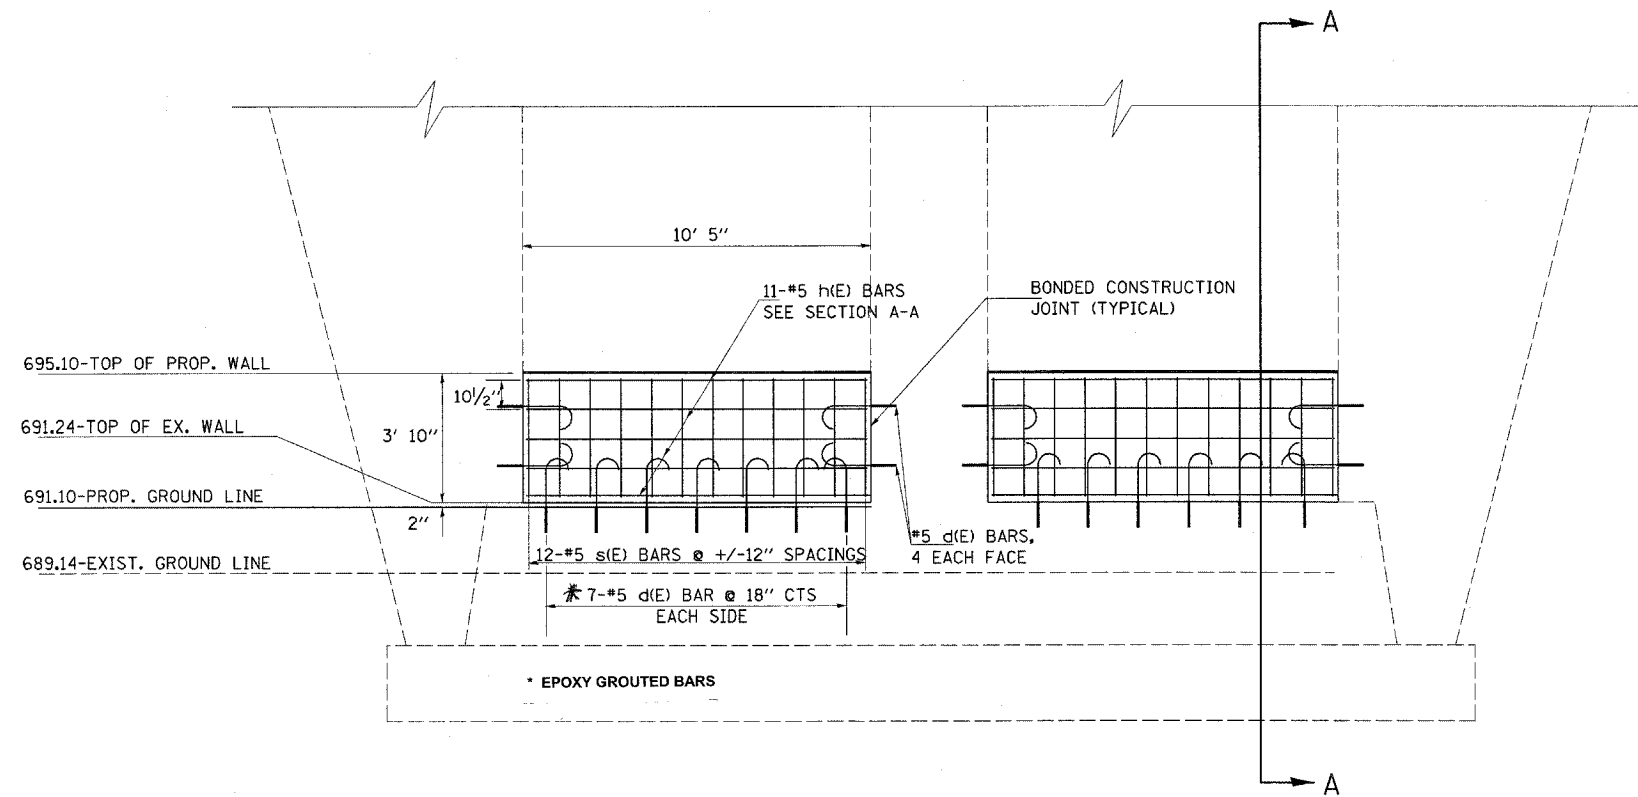 A
10' 5"
11-#5 h(E) BARS
SEE SECTION A-A
BONDED CONSTRUCTION
JOINT (TYPICAL)
695.10-TOP OF PROP. WALL
10 1/2"
691.24-TOP OF EX. WALL
3' 10"
691.10-PROP. GROUND LINE
2"
#5 d(E) BARS,
4 EACH FACE
12-#5 s(E) BARS @ +/-12" SPACINGS
689.14-EXIST. GROUND LINE
* 7-#5 d(E) BAR @ 18" CTS
EACH SIDE
* EPOXY GROUTED BARS
A